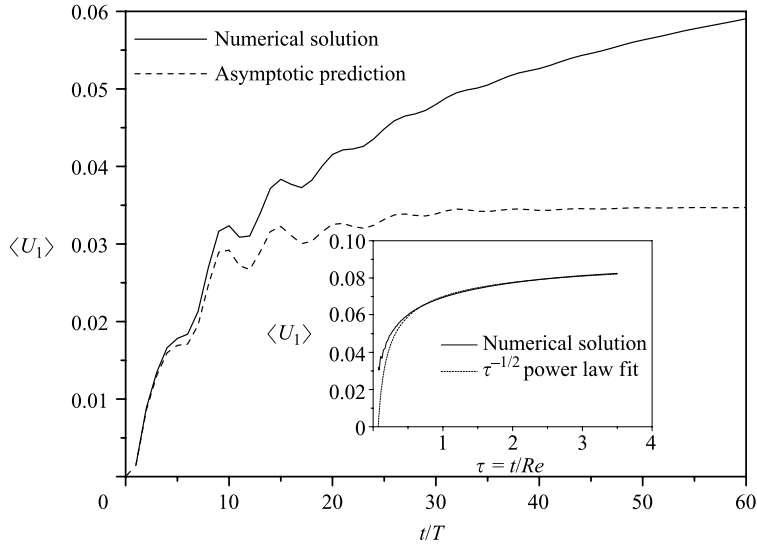 0.06
Numerical solution
Asymptotic prediction
0.05
0.04
0.03
⟨U₁⟩
0.02
0.01
0
10
20
30
40
50
60
t/T
0.10
0.08
0.06
⟨U₁⟩
0.04
0.02
0
Numerical solution
τ⁻¹/² power law fit
1
2
3
4
τ = t/Re